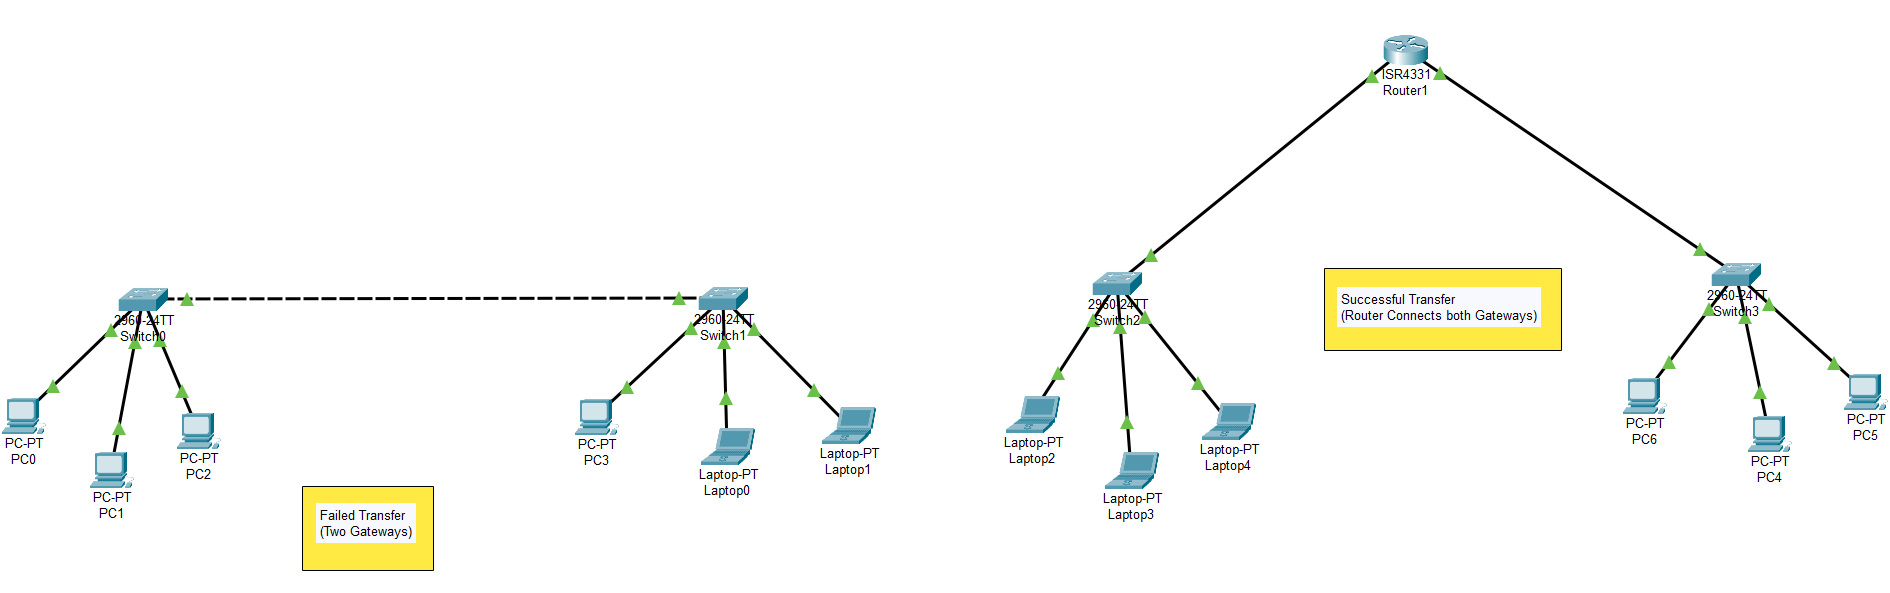 ISR4331
Router1
2960-24TT
Switch0
2960-24TT
Switch1
2960-24TT
Switch2
2960-24TT
Switch3
Successful Transfer
(Router Connects both Gateways)
PC-PT
PC0
PC-PT
PC1
PC-PT
PC2
PC-PT
PC3
Laptop-PT
Laptop0
Laptop-PT
Laptop1
Laptop-PT
Laptop2
Laptop-PT
Laptop3
Laptop-PT
Laptop4
PC-PT
PC6
PC-PT
PC4
PC-PT
PC5
Failed Transfer
(Two Gateways)